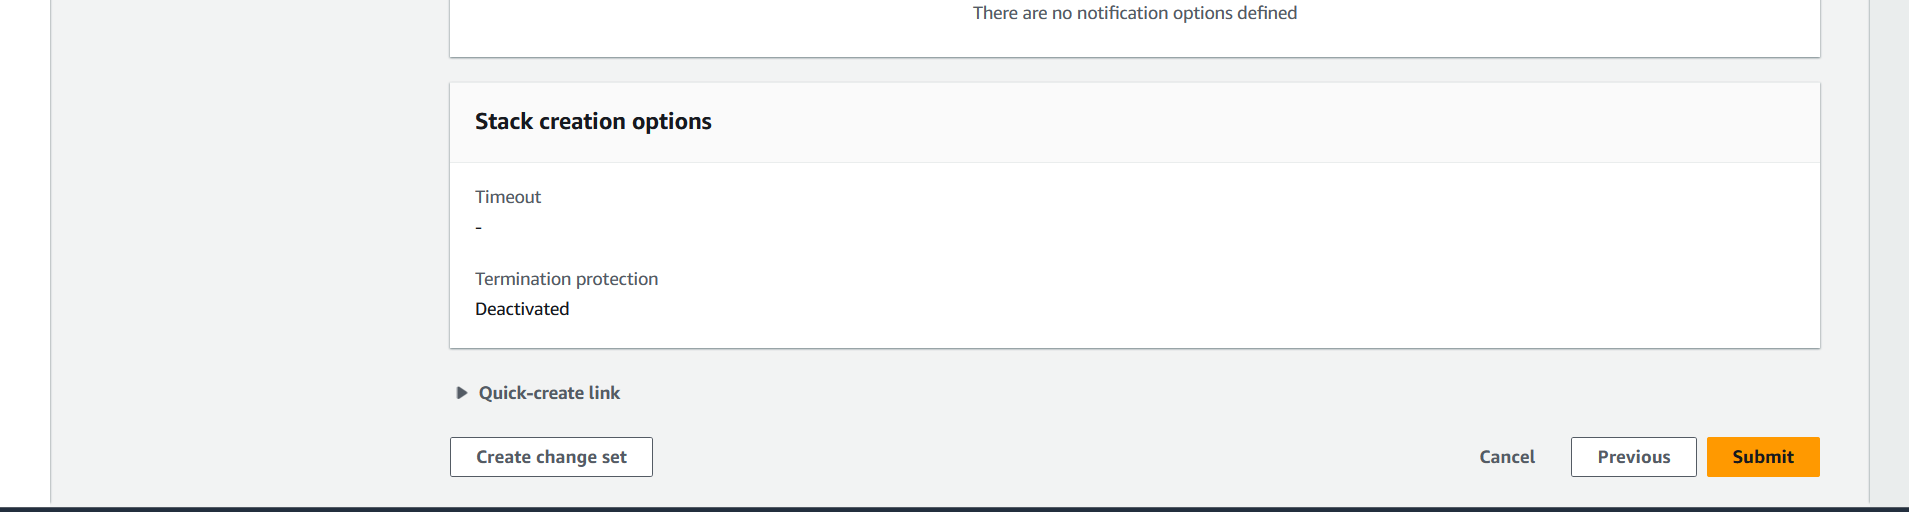 There are no notification options defined
Stack creation options
Timeout
-
Termination protection
Deactivated
Quick-create link
Create change set
Cancel
Previous
Submit